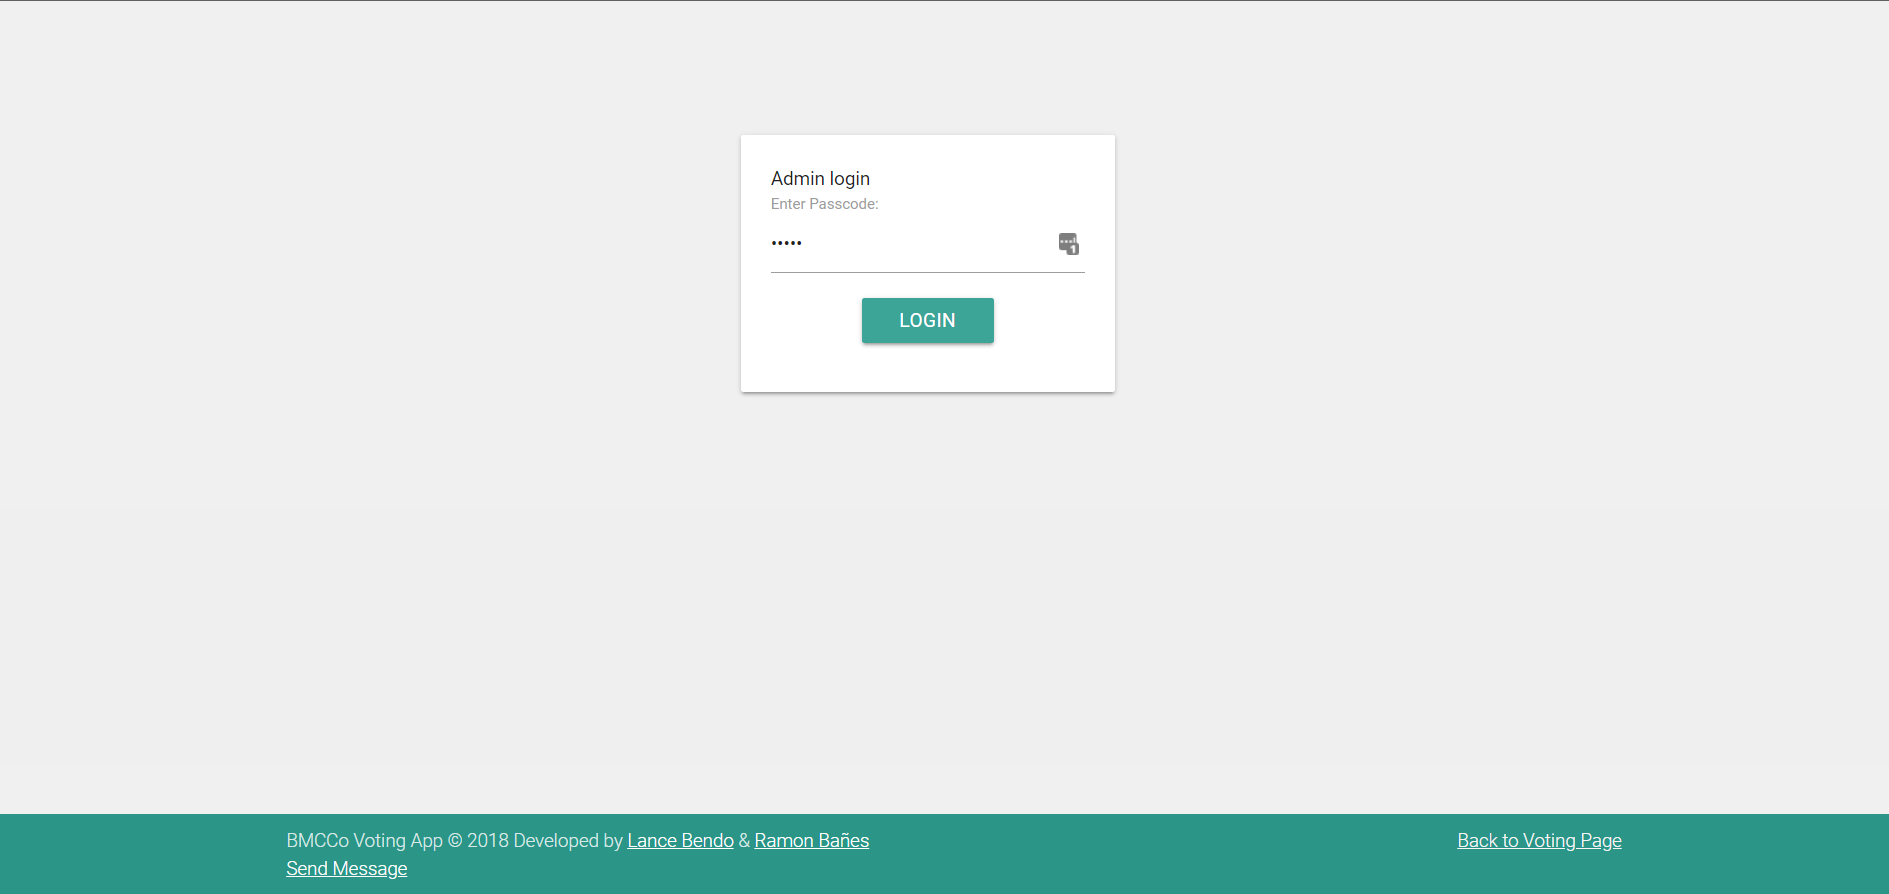 Admin login
Enter Passcode:
•••••
LOGIN
BMCCo Voting App © 2018 Developed by Lance Bendo & Ramon Bañes
Back to Voting Page
Send Message